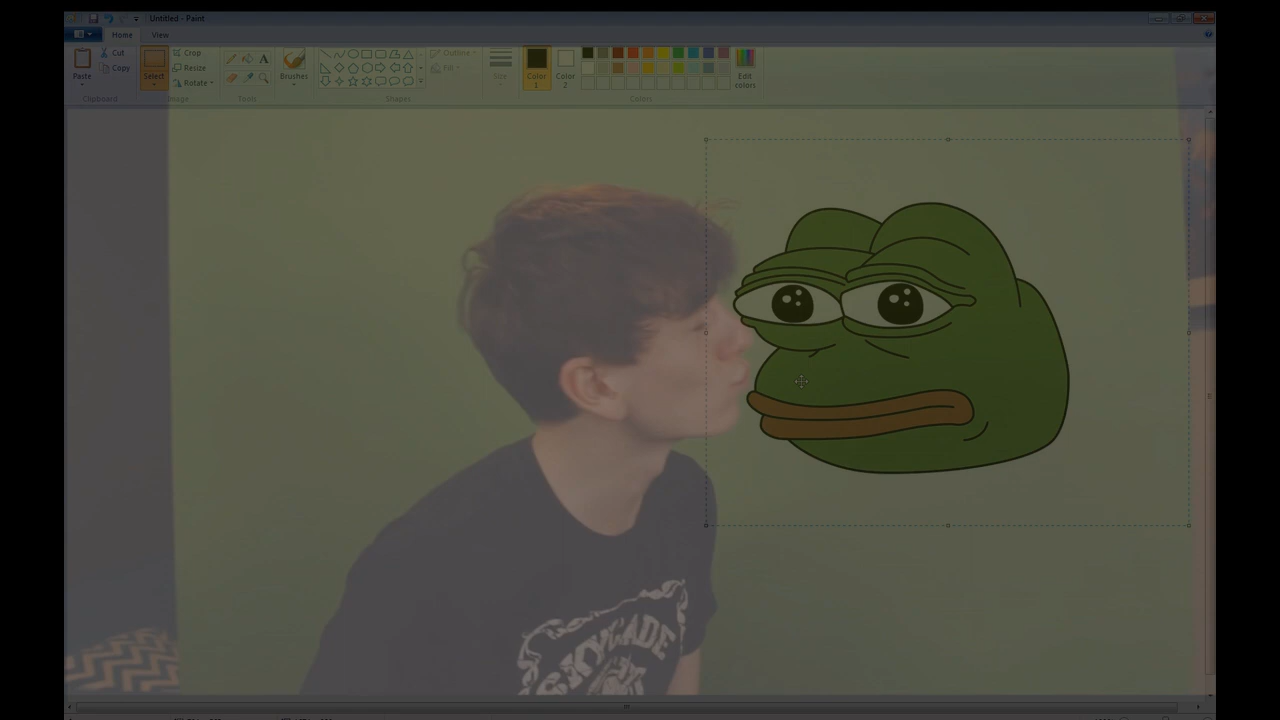 Untitled - Paint
Home View
Cut
Copy
Paste
Clipboard
Crop
Resize
Rotate
Select
Image
Tools
Brushes
Shapes
Outline
Fill
Size
Color 1
Color 2
Edit colors
Colors